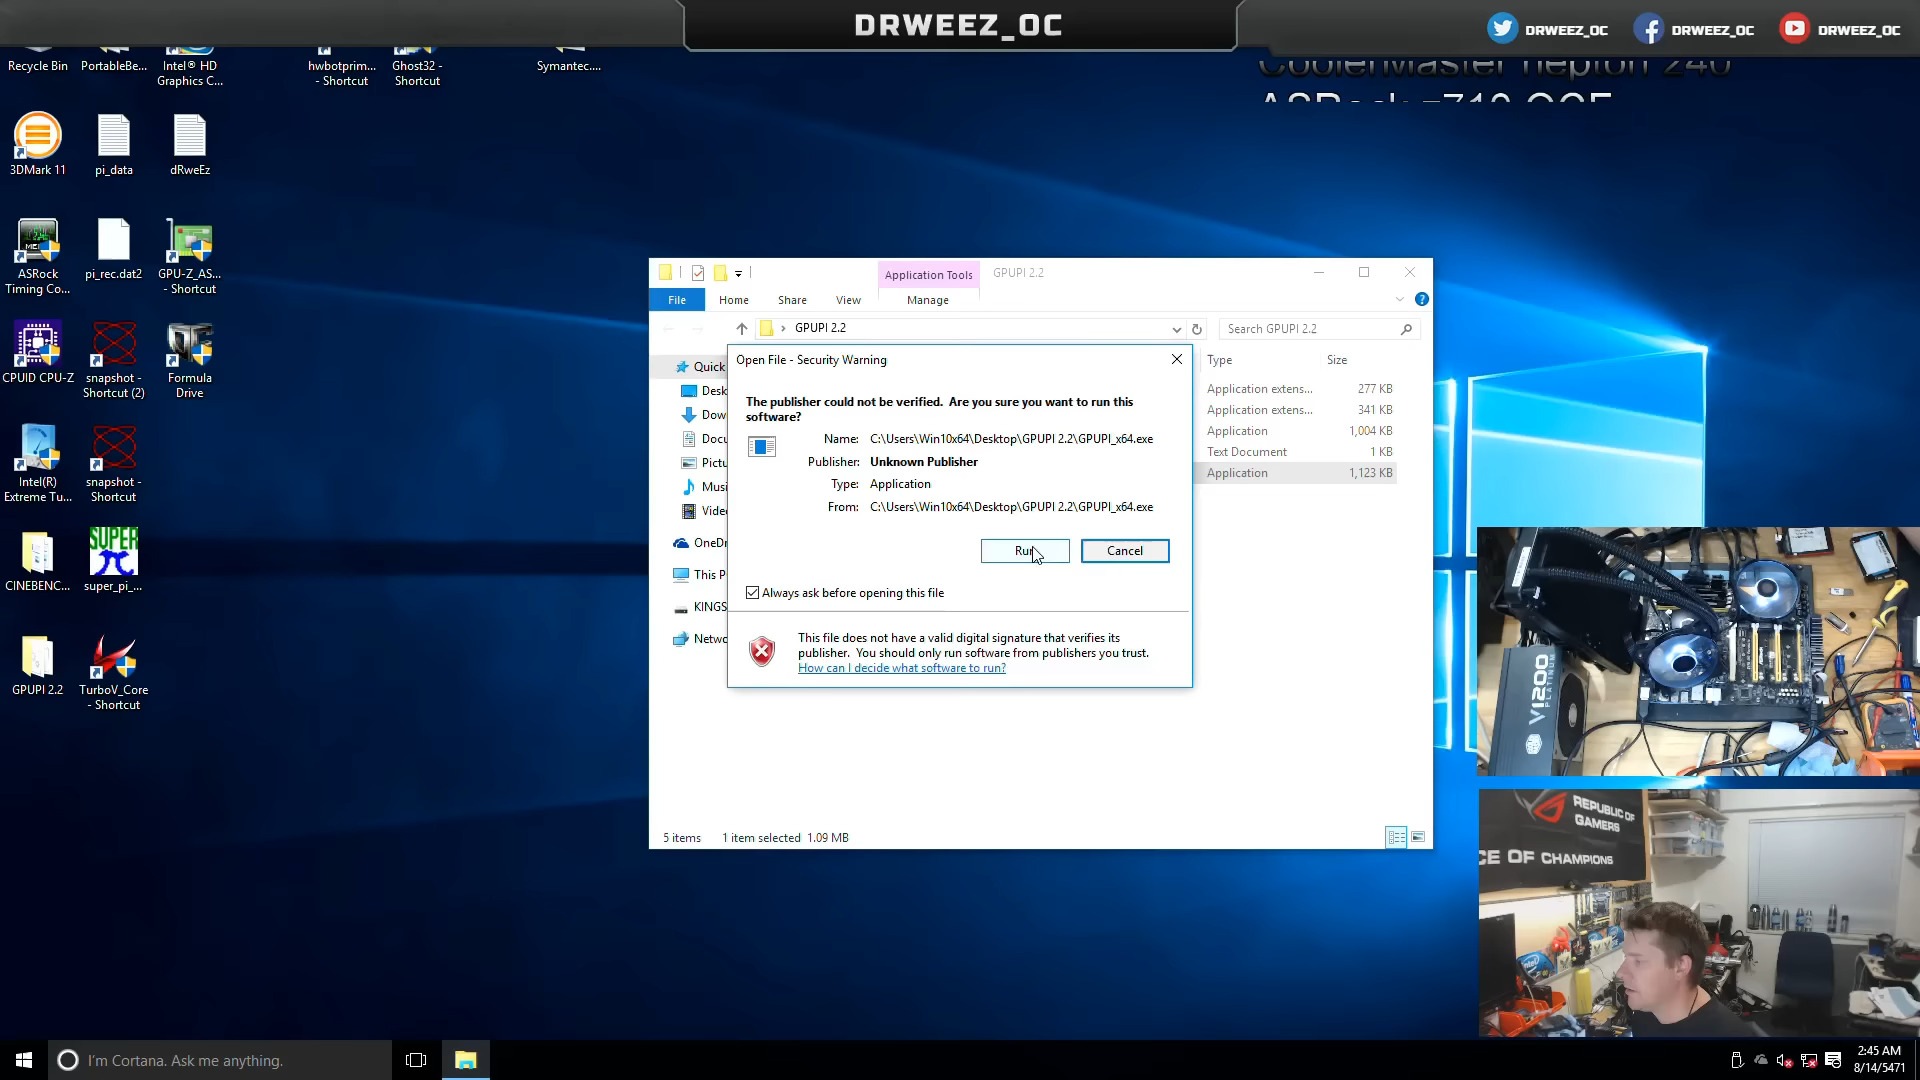 DRWEEZ_OC
DRWEEZ_OC
DRWEEZ_OC
DRWEEZ_OC
CoolerMaster nepton 240
Recycle Bin
PortableBe...
Intel® HD
Graphics C...
hwbotprim...
- Shortcut
Ghost32 -
Shortcut
Symantec....
3DMark 11
pi_data
dRweEz
ASRock
Timing Co...
pi_rec.dat2
GPU-Z_AS...
- Shortcut
CPUID CPU-Z
snapshot -
Shortcut (2)
Formula
Drive
Intel(R)
Extreme Tu...
snapshot -
Shortcut
CINEBENC...
SUPER
super_pi_...
GPUPI 2.2
TurboV_Core
- Shortcut
Application Tools
GPUPI 2.2
File
Home
Share
View
Manage
GPUPI 2.2
Search GPUPI 2.2
Type
Size
Quick
Desk
Dow
Docu
Pictu
Musi
Video
OneDr
This P
KINGS
Netwo
Application extens...
277 KB
Application extens...
341 KB
Application
1,004 KB
Text Document
1 KB
Application
1,123 KB
Open File - Security Warning
The publisher could not be verified. Are you sure you want to run this
software?
Name:
C:\Users\Win10x64\Desktop\GPUPI 2.2\GPUPI_x64.exe
Publisher:
Unknown Publisher
Type:
Application
From:
C:\Users\Win10x64\Desktop\GPUPI 2.2\GPUPI_x64.exe
Run
Cancel
Always ask before opening this file
This file does not have a valid digital signature that verifies its
publisher. You should only run software from publishers you trust.
How can I decide what software to run?
5 items
1 item selected 1.09 MB
V1200
PLATINUM
REPUBLIC OF
GAMERS
CE OF CHAMPIONS
intel
I'm Cortana. Ask me anything.
2:45 AM
8/14/5471